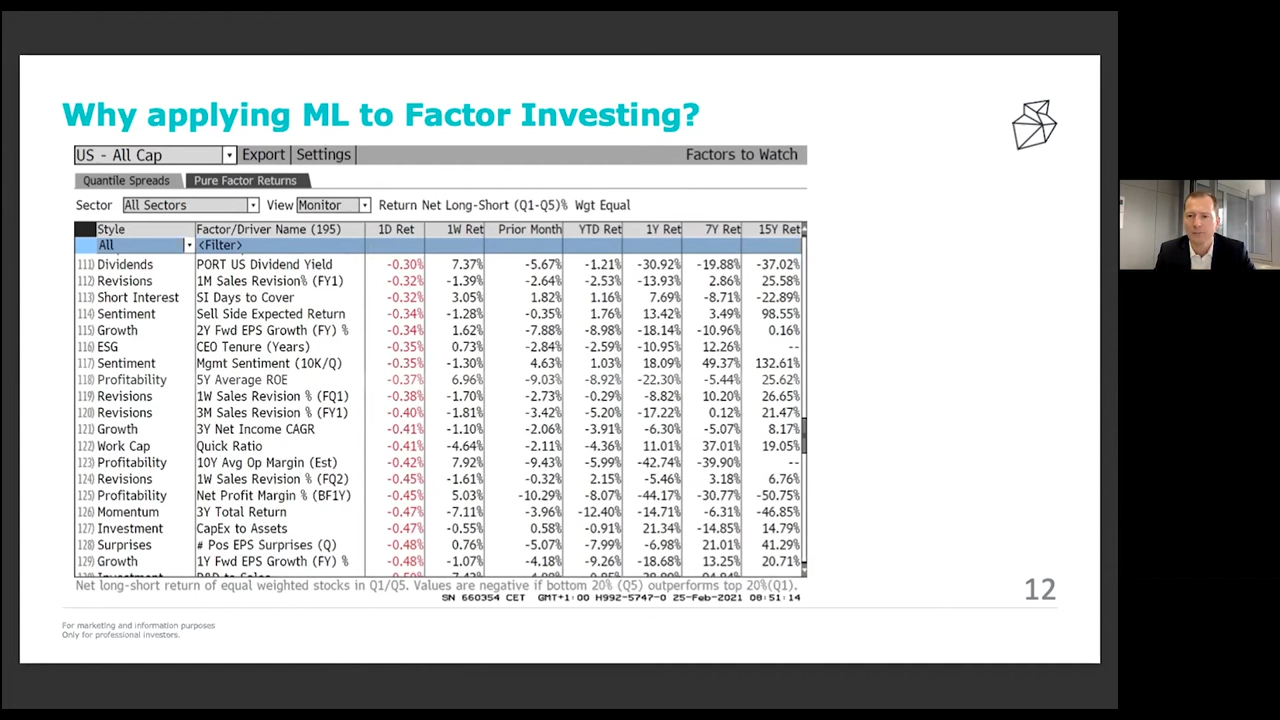 Why applying ML to Factor Investing?
US - All Cap Export Settings Factors to Watch
Quantile Spreads Pure Factor Returns
Sector All Sectors View Monitor Return Net Long-Short (Q1-Q5)% Wgt Equal
Style Factor/Driver Name (195) 1D Ret 1W Ret Prior Month YTD Ret 1Y Ret 7Y Ret 15Y Ret
All <Filter>
111) Dividends PORT US Dividend Yield -0.30% 7.37% -5.67% -1.21% -30.92% -19.88% -37.02%
112) Revisions 1M Sales Revision% (FY1) -0.32% -1.39% -2.64% -2.53% -13.93% 2.86% 25.58%
113) Short Interest SI Days to Cover -0.32% 3.05% 1.82% 1.16% 7.69% -8.71% -22.89%
114) Sentiment Sell Side Expected Return -0.34% -1.28% -0.35% 1.76% 13.42% 3.49% 98.55%
115) Growth 2Y Fwd EPS Growth (FY) % -0.34% 1.62% -7.88% -8.98% -18.14% -10.96% 0.16%
116) ESG CEO Tenure (Years) -0.35% 0.73% -2.84% -2.59% -10.95% 12.26% --
117) Sentiment Mgmt Sentiment (10K/Q) -0.35% -1.30% 4.63% 1.03% 18.09% 49.37% 132.61%
118) Profitability 5Y Average ROE -0.37% 6.96% -9.03% -8.92% -22.30% -5.44% 25.62%
119) Revisions 1W Sales Revision % (FQ1) -0.38% -1.70% -2.73% -0.29% -8.82% 10.20% 26.65%
120) Revisions 3M Sales Revision % (FY1) -0.40% -1.81% -3.42% -5.20% -17.22% 0.12% 21.47%
121) Growth 3Y Net Income CAGR -0.41% -1.10% -2.06% -3.91% -6.30% -5.07% 8.17%
122) Work Cap Quick Ratio -0.41% -4.64% -2.11% -4.36% 11.01% 37.01% 19.05%
123) Profitability 10Y Avg Op Margin (Est) -0.42% 7.92% -9.43% -5.99% -42.74% -39.90% --
124) Revisions 1W Sales Revision % (FQ2) -0.45% -1.61% -0.32% 2.15% -5.46% 3.18% 6.76%
125) Profitability Net Profit Margin % (BF1Y) -0.45% 5.03% -10.29% -8.07% -44.17% -30.77% -50.75%
126) Momentum 3Y Total Return -0.47% -7.11% -3.96% -12.40% -14.71% -6.31% -46.85%
127) Investment CapEx to Assets -0.47% -0.55% 0.58% -0.91% 21.34% -14.85% 14.79%
128) Surprises # Pos EPS Surprises (Q) -0.48% 0.76% -5.07% -7.99% -6.98% 21.01% 41.29%
129) Growth 1Y Fwd EPS Growth (FY) % -0.48% -1.07% -4.18% -9.26% -18.68% 13.25% 20.71%
Net long-short return of equal weighted stocks in Q1/Q5. Values are negative if bottom 20% (Q5) outperforms top 20%(Q1).
SN 660354 CET GMT+1:00 H992-5747-0 25-Feb-2021 08:51:14
12
For marketing and information purposes
Only for professional investors.